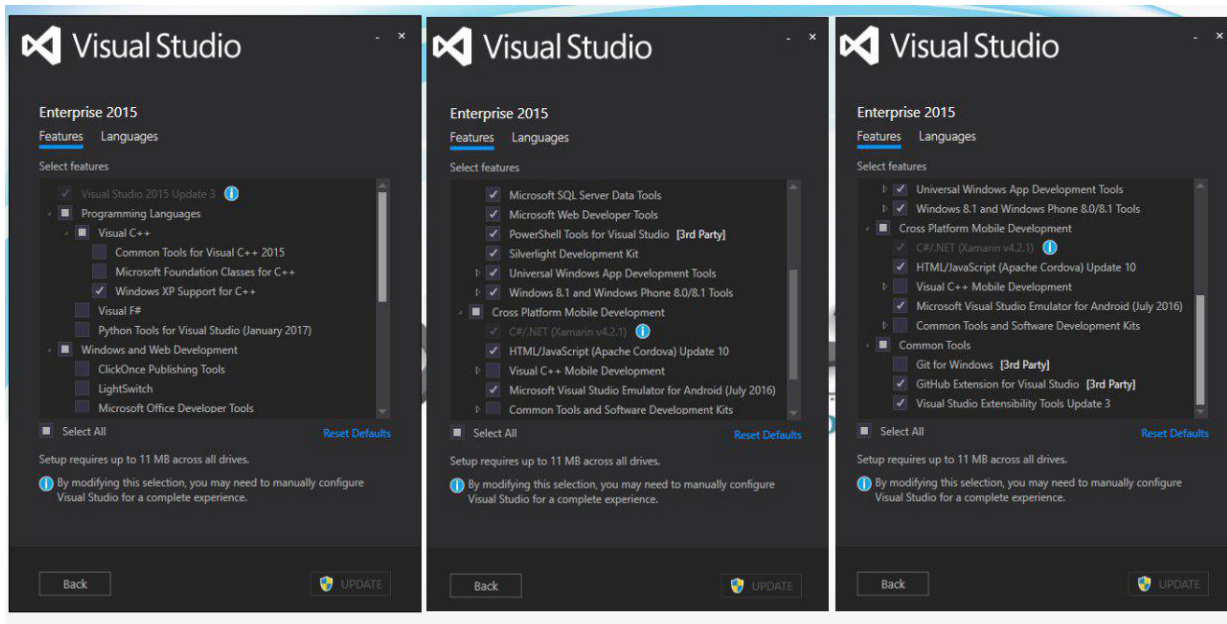 Visual Studio
Enterprise 2015
Features Languages
Select features
Visual Studio 2015 Update 3
Programming Languages
Visual C++
Common Tools for Visual C++ 2015
Microsoft Foundation Classes for C++
Windows XP Support for C++
Visual F#
Python Tools for Visual Studio (January 2017)
Windows and Web Development
ClickOnce Publishing Tools
LightSwitch
Microsoft Office Developer Tools
Select All Reset Defaults
Setup requires up to 11 MB across all drives.
By modifying this selection, you may need to manually configure
Visual Studio for a complete experience.
Back UPDATE
Visual Studio
Enterprise 2015
Features Languages
Select features
Microsoft SQL Server Data Tools
Microsoft Web Developer Tools
PowerShell Tools for Visual Studio [3rd Party]
Silverlight Development Kit
Universal Windows App Development Tools
Windows 8.1 and Windows Phone 8.0/8.1 Tools
Cross Platform Mobile Development
C#/.NET (Xamarin v4.2.1)
HTML/JavaScript (Apache Cordova) Update 10
Visual C++ Mobile Development
Microsoft Visual Studio Emulator for Android (July 2016)
Common Tools and Software Development Kits
Select All Reset Defaults
Setup requires up to 11 MB across all drives.
By modifying this selection, you may need to manually configure
Visual Studio for a complete experience.
Back UPDATE
Visual Studio
Enterprise 2015
Features Languages
Select features
Universal Windows App Development Tools
Windows 8.1 and Windows Phone 8.0/8.1 Tools
Cross Platform Mobile Development
C#/.NET (Xamarin v4.2.1)
HTML/JavaScript (Apache Cordova) Update 10
Visual C++ Mobile Development
Microsoft Visual Studio Emulator for Android (July 2016)
Common Tools and Software Development Kits
Common Tools
Git for Windows [3rd Party]
GitHub Extension for Visual Studio [3rd Party]
Visual Studio Extensibility Tools Update 3
Select All Reset Defaults
Setup requires up to 11 MB across all drives.
By modifying this selection, you may need to manually configure
Visual Studio for a complete experience.
Back UPDATE